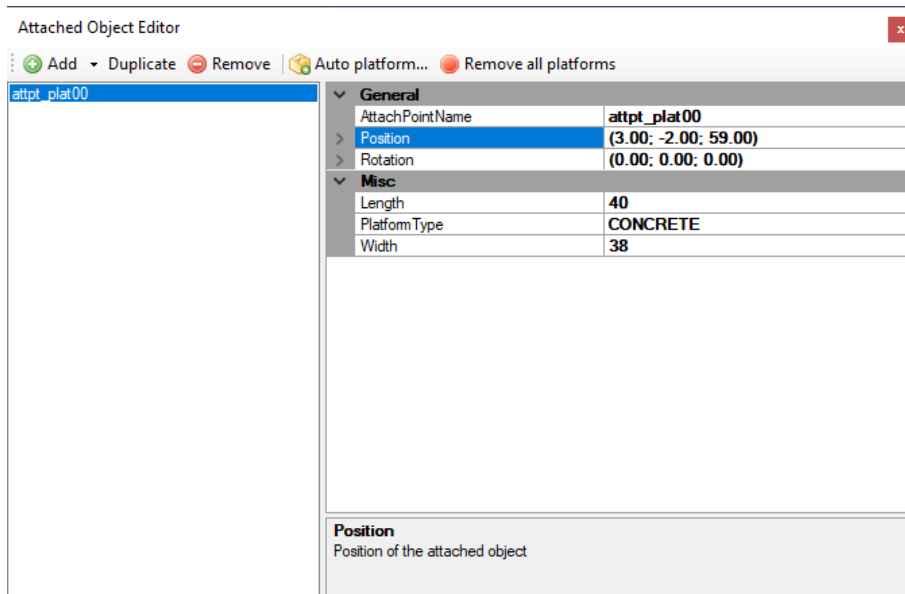 Attached Object Editor
x
Add Duplicate Remove Auto platform... Remove all platforms
attpt_plat00
General
AttachPointName attpt_plat00
Position (3.00; -2.00; 59.00)
Rotation (0.00; 0.00; 0.00)
Misc
Length 40
PlatformType CONCRETE
Width 38
Position
Position of the attached object